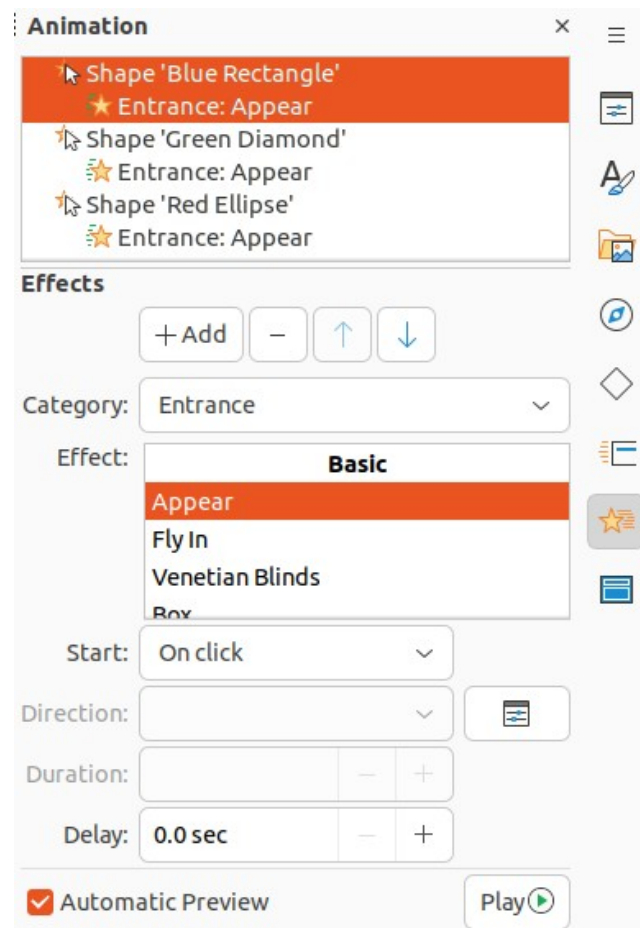 Animation
Shape 'Blue Rectangle'
Entrance: Appear
Shape 'Green Diamond'
Entrance: Appear
Shape 'Red Ellipse'
Entrance: Appear
Effects
+ Add
Category: Entrance
Effect: Basic
Appear
Fly In
Venetian Blinds
Box
Start: On click
Direction:
Duration:
Delay: 0.0 sec
Automatic Preview Play